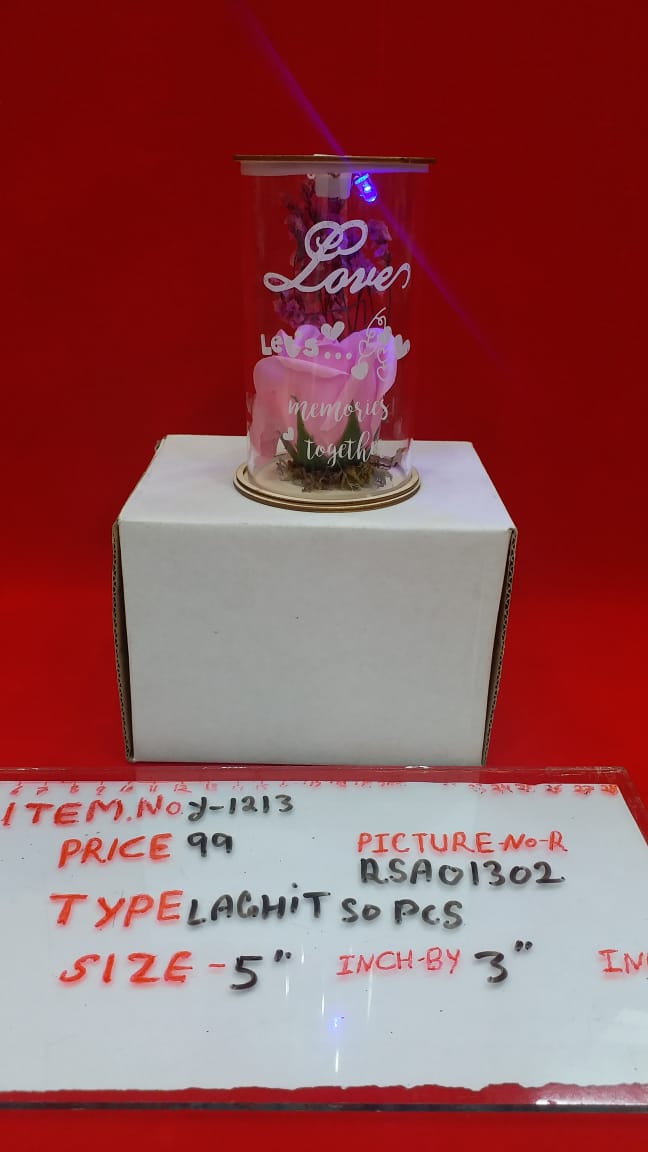 Love
Let's...
memories
togeth
ITEM.No. y-1213
PRICE 99
PICTURE-No-R
RSA01302
TYPE LAGHiT 50 PCS
SIZE-5" INCH-BY 3" IN